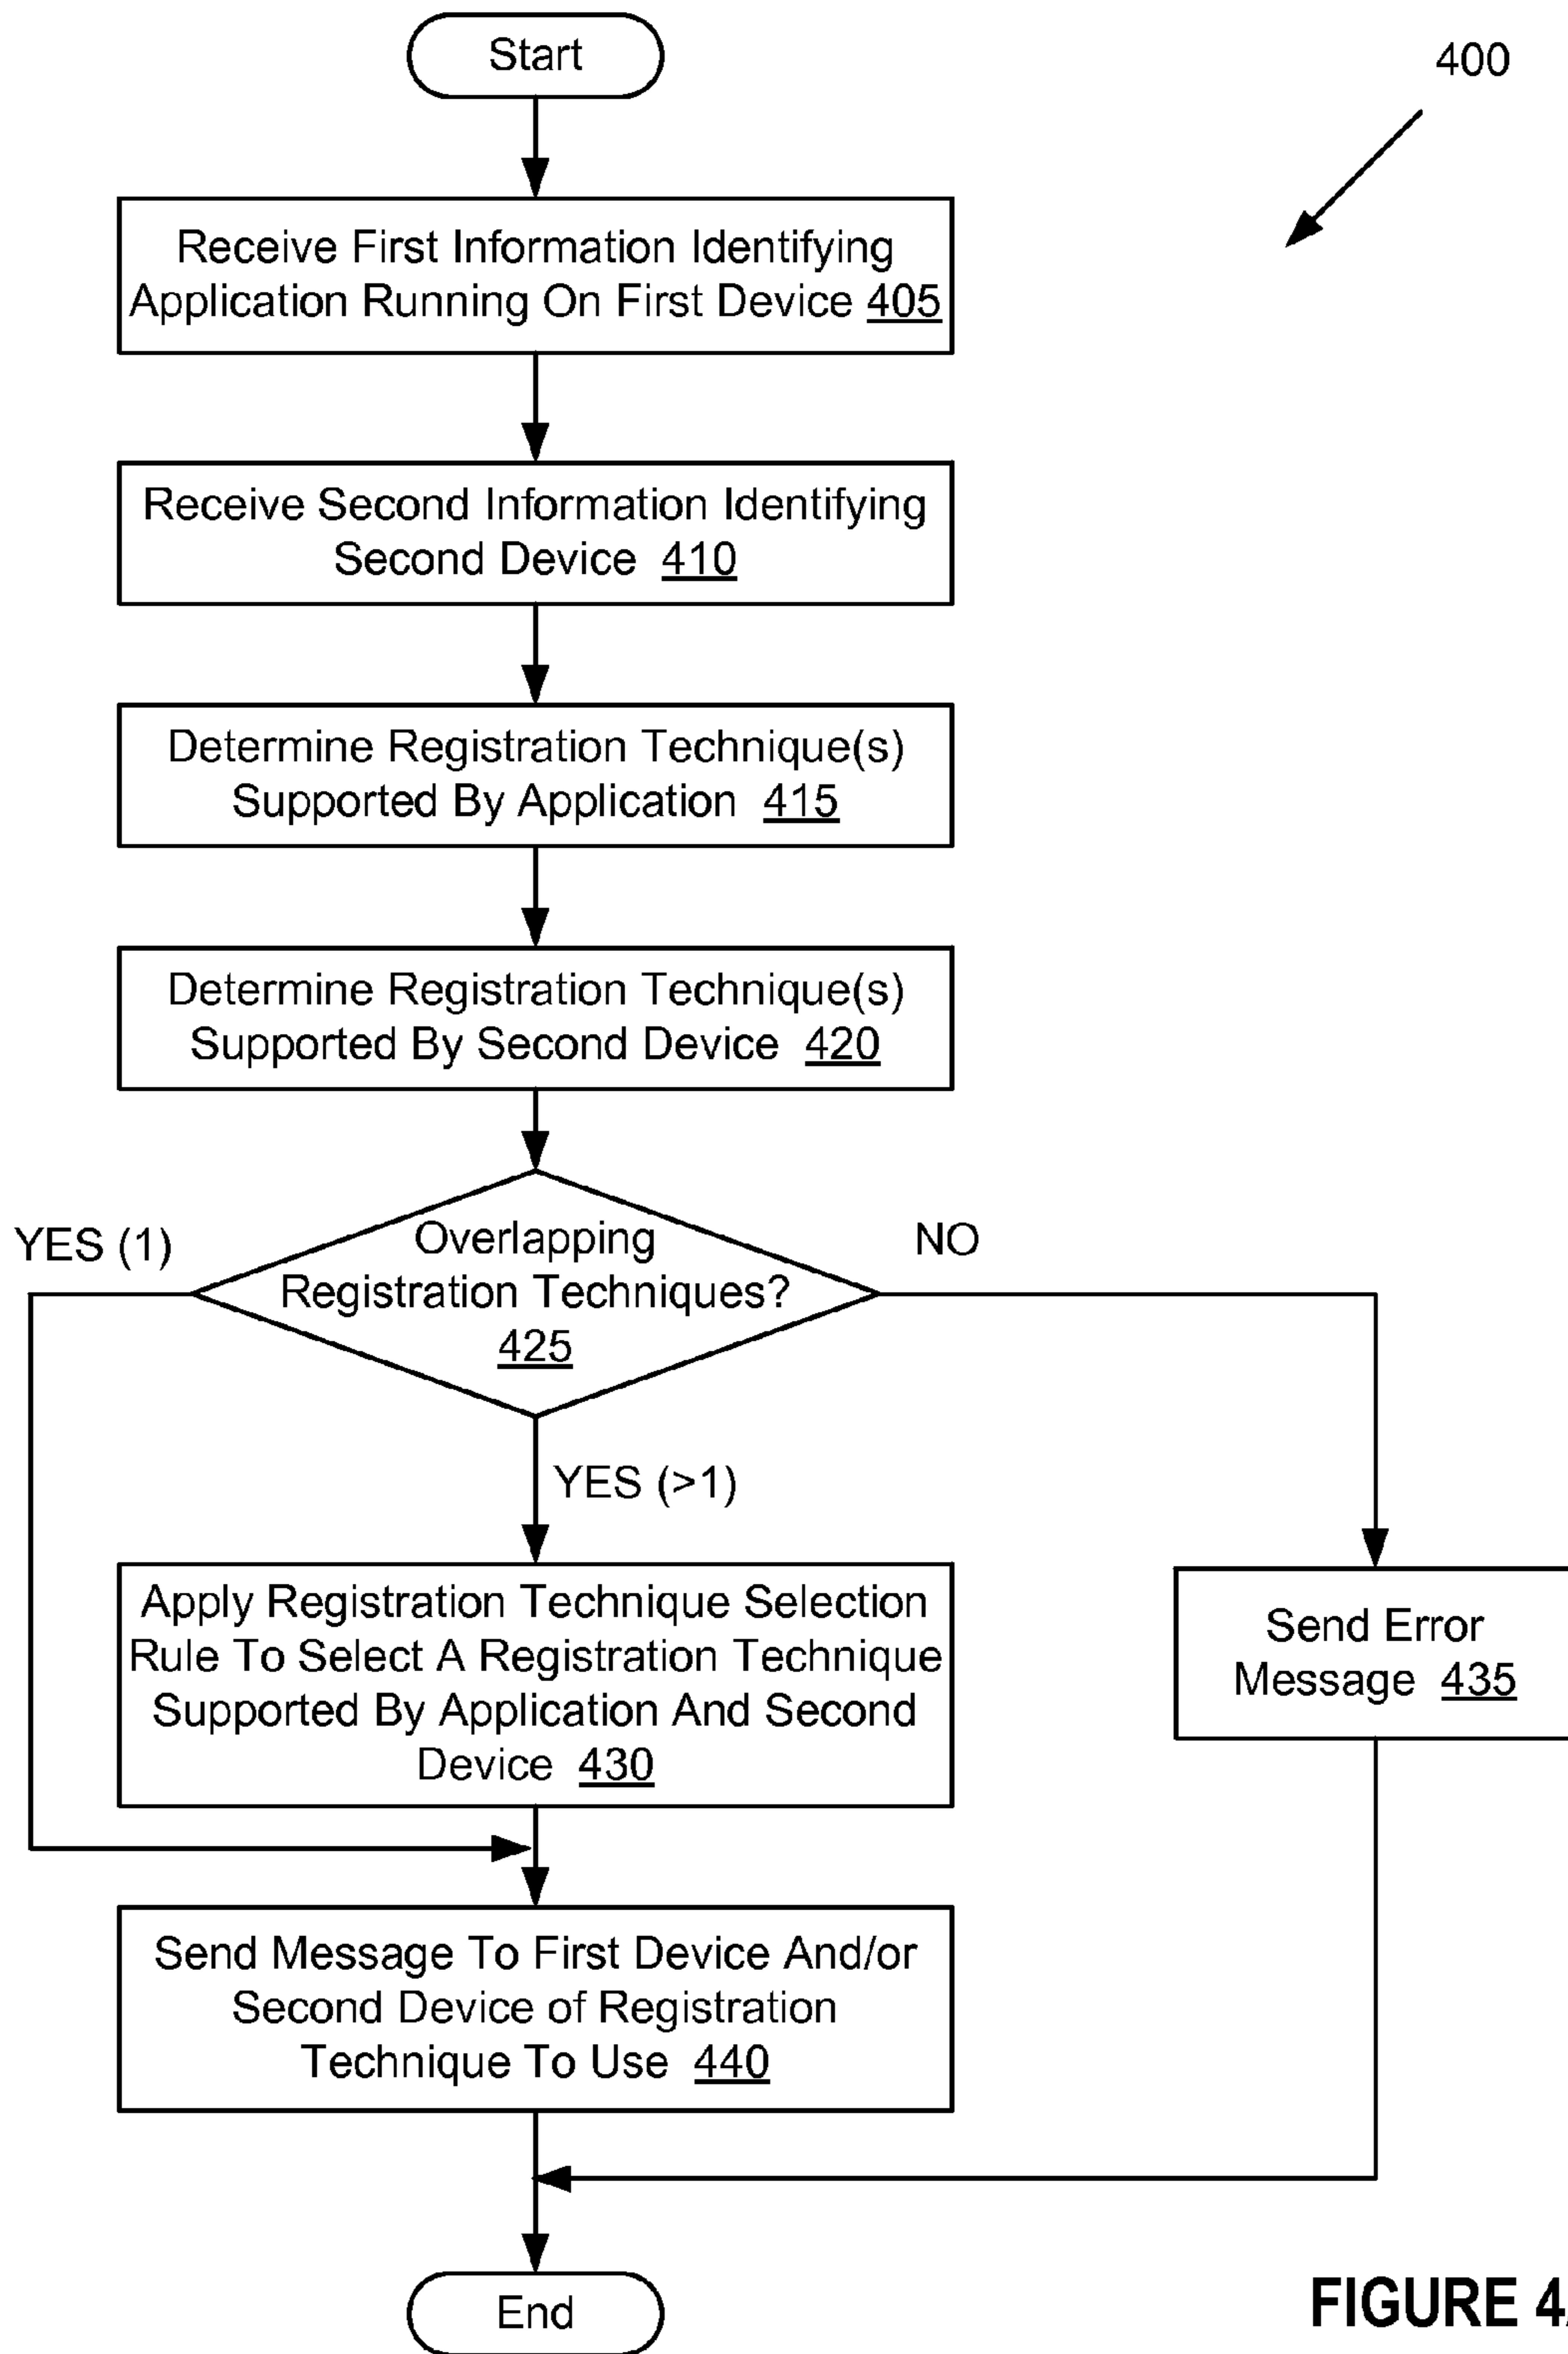 Start
400
Receive First Information Identifying
Application Running On First Device 405
Receive Second Information Identifying
Second Device 410
Determine Registration Technique(s)
Supported By Application 415
Determine Registration Technique(s)
Supported By Second Device 420
YES (1)
Overlapping
Registration Techniques?
425
NO
YES (>1)
Apply Registration Technique Selection
Rule To Select A Registration Technique
Supported By Application And Second
Device 430
Send Error
Message 435
Send Message To First Device And/or
Second Device of Registration
Technique To Use 440
End
FIGURE 4